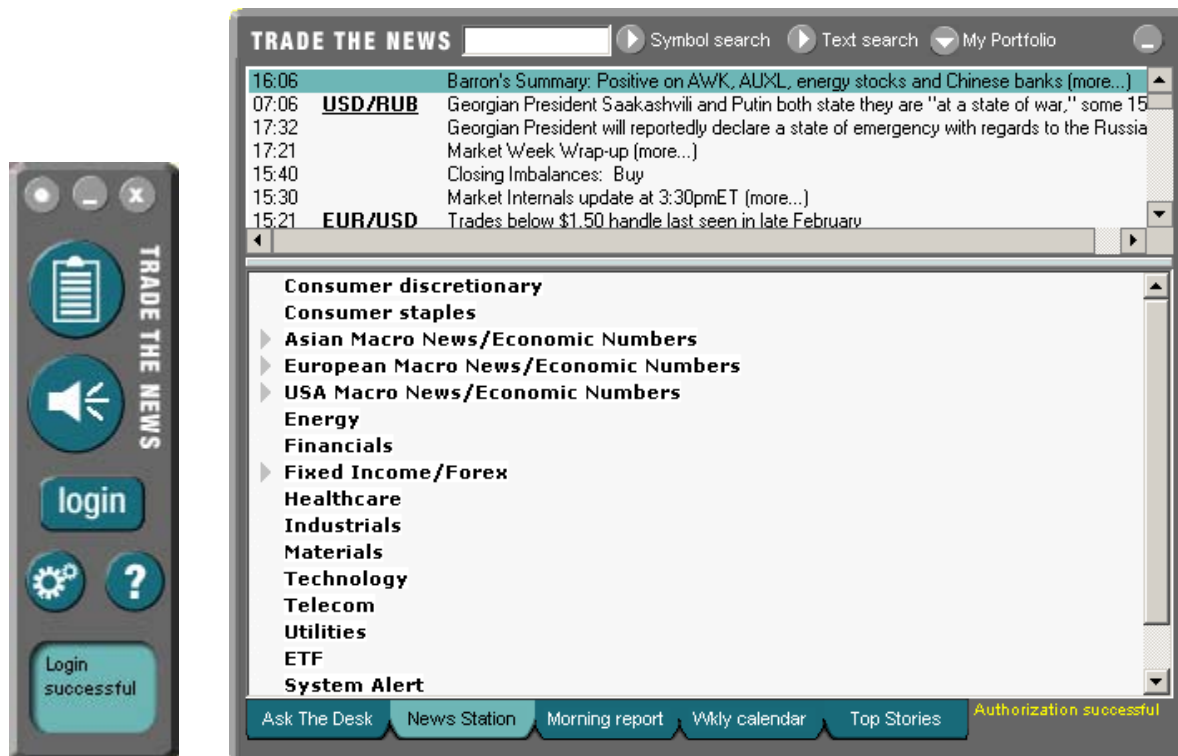 TRADE THE NEWS
login
?
Login
successful
TRADE THE NEWS Symbol search Text search My Portfolio
16:06 Barron's Summary: Positive on AWK, AUXL, energy stocks and Chinese banks (more...)
07:06 USD/RUB Georgian President Saakashvili and Putin both state they are "at a state of war," some 15
17:32 Georgian President will reportedly declare a state of emergency with regards to the Russia
17:21 Market Week Wrap-up (more...)
15:40 Closing Imbalances: Buy
15:30 Market Internals update at 3:30pmET (more...)
15:21 EUR/USD Trades below $1.50 handle last seen in late February
Consumer discretionary
Consumer staples
Asian Macro News/Economic Numbers
European Macro News/Economic Numbers
USA Macro News/Economic Numbers
Energy
Financials
Fixed Income/Forex
Healthcare
Industrials
Materials
Technology
Telecom
Utilities
ETF
System Alert
Ask The Desk News Station Morning report Wkly calendar Top Stories Authorization successful